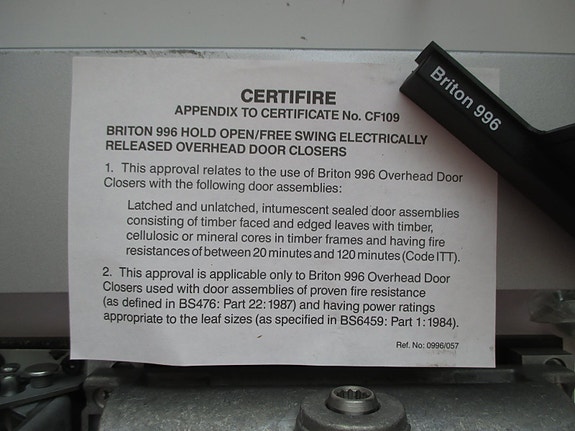 CERTIFIRE
APPENDIX TO CERTIFICATE No. CF109
BRITON 996 HOLD OPEN/FREE SWING ELECTRICALLY
RELEASED OVERHEAD DOOR CLOSERS
1. This approval relates to the use of Briton 996 Overhead Door
Closers with the following door assemblies:
Latched and unlatched, intumescent sealed door assemblies
consisting of timber faced and edged leaves with timber,
cellulosic or mineral cores in timber frames and having fire
resistances of between 20 minutes and 120 minutes (Code ITT).
2. This approval is applicable only to Briton 996 Overhead Door
Closers used with door assemblies of proven fire resistance
(as defined in BS476: Part 22: 1987) and having power ratings
appropriate to the leaf sizes (as specified in BS6459: Part 1: 1984).
Ref. No: 0996/057
Briton 996